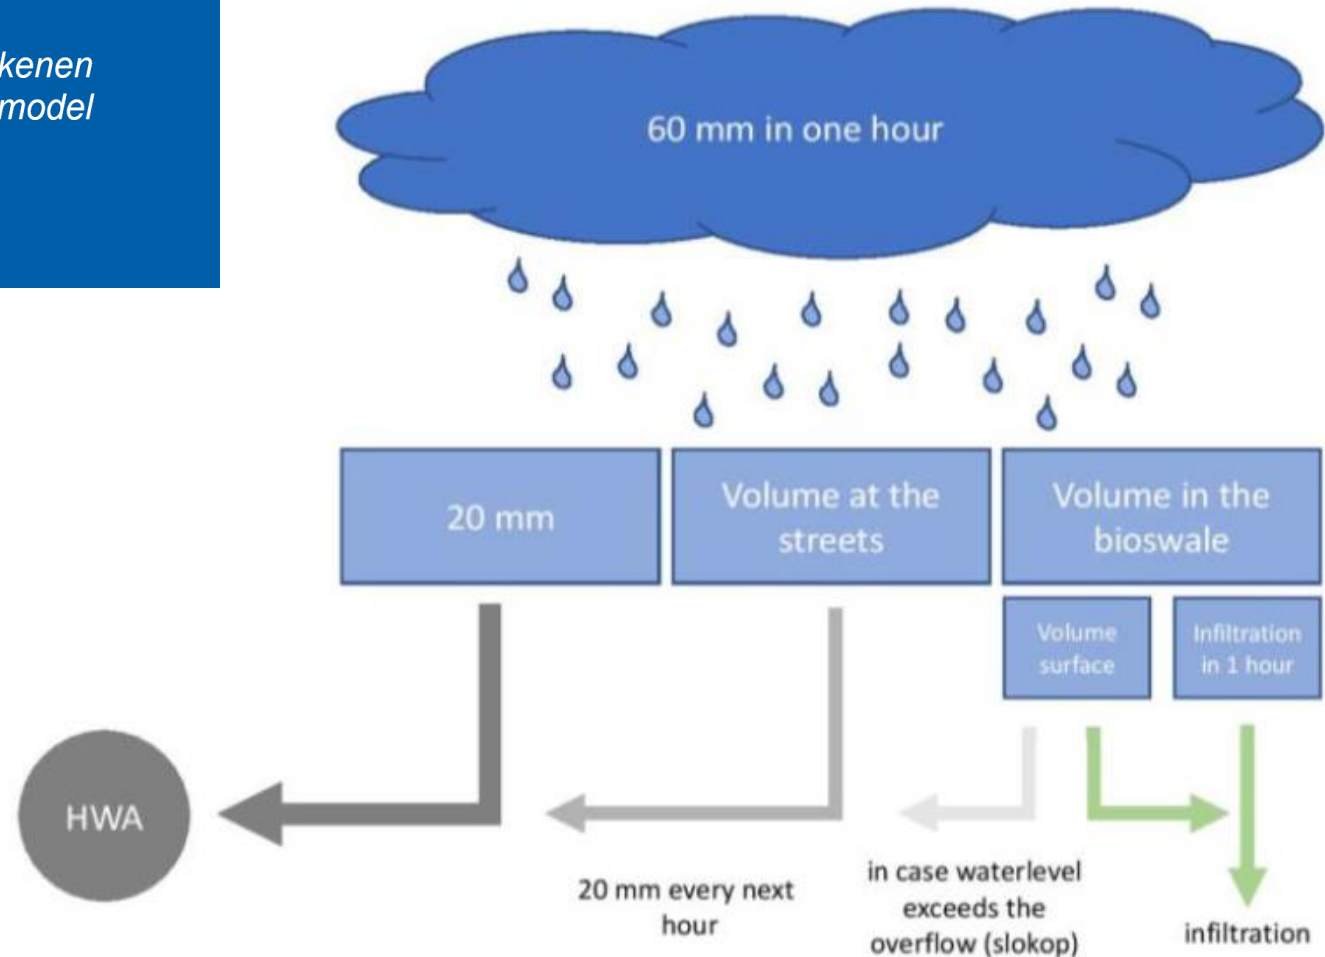 kenen
model
60 mm in one hour
20 mm
Volume at the
streets
Volume in the
bioswale
Volume
surface
Infiltration
in 1 hour
HWA
20 mm every next
hour
in case waterlevel
exceeds the
overflow (slokop)
infiltration